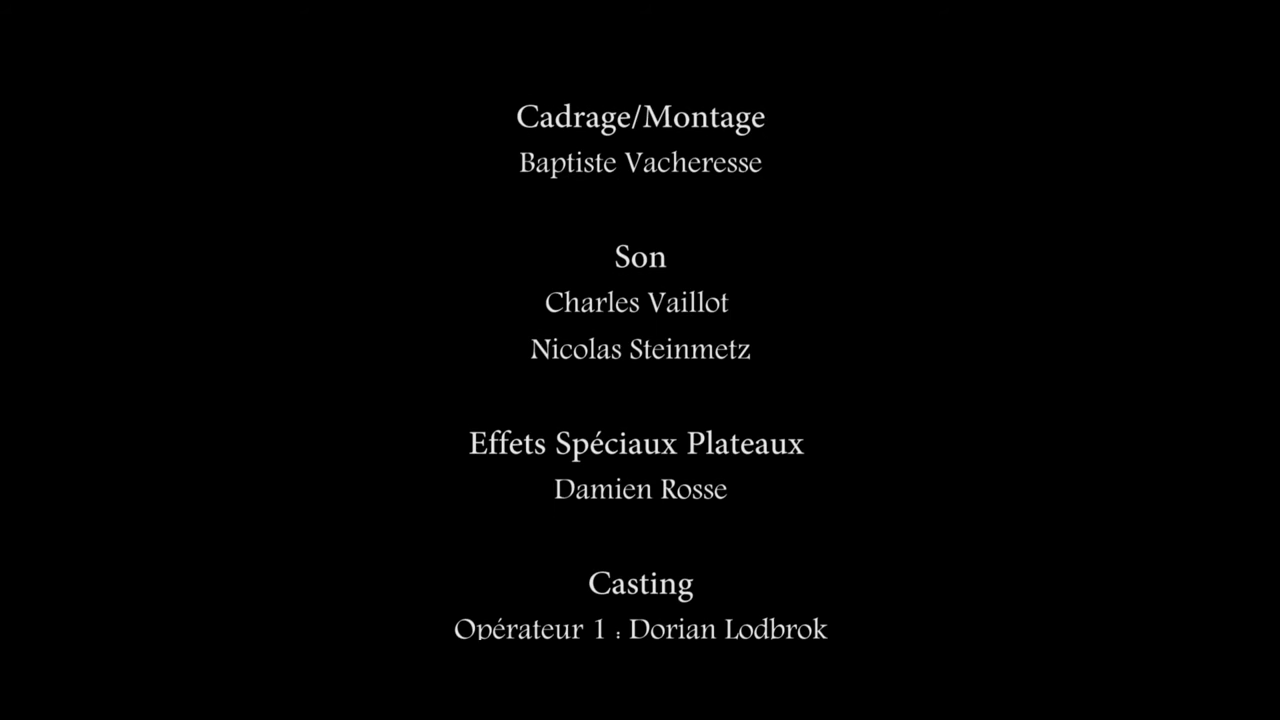 Cadrage/Montage
Baptiste Vacheresse
Son
Charles Vaillot
Nicolas Steinmetz
Effets Spéciaux Plateaux
Damien Rosse
Casting
Opérateur 1 : Dorian Lodbrok